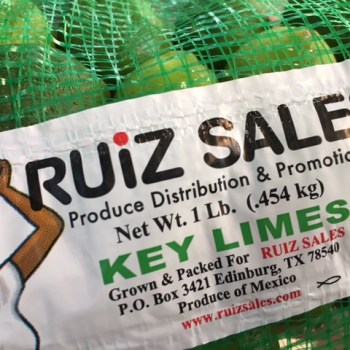 RUiZ SALES
Produce Distribution & Promotio
Net Wt. 1 Lb. (.454 kg)
KEY LIMES
Grown & Packed For RUIZ SALES
P.O. Box 3421 Edinburg, TX 78540
Produce of Mexico
www.ruizsales.com